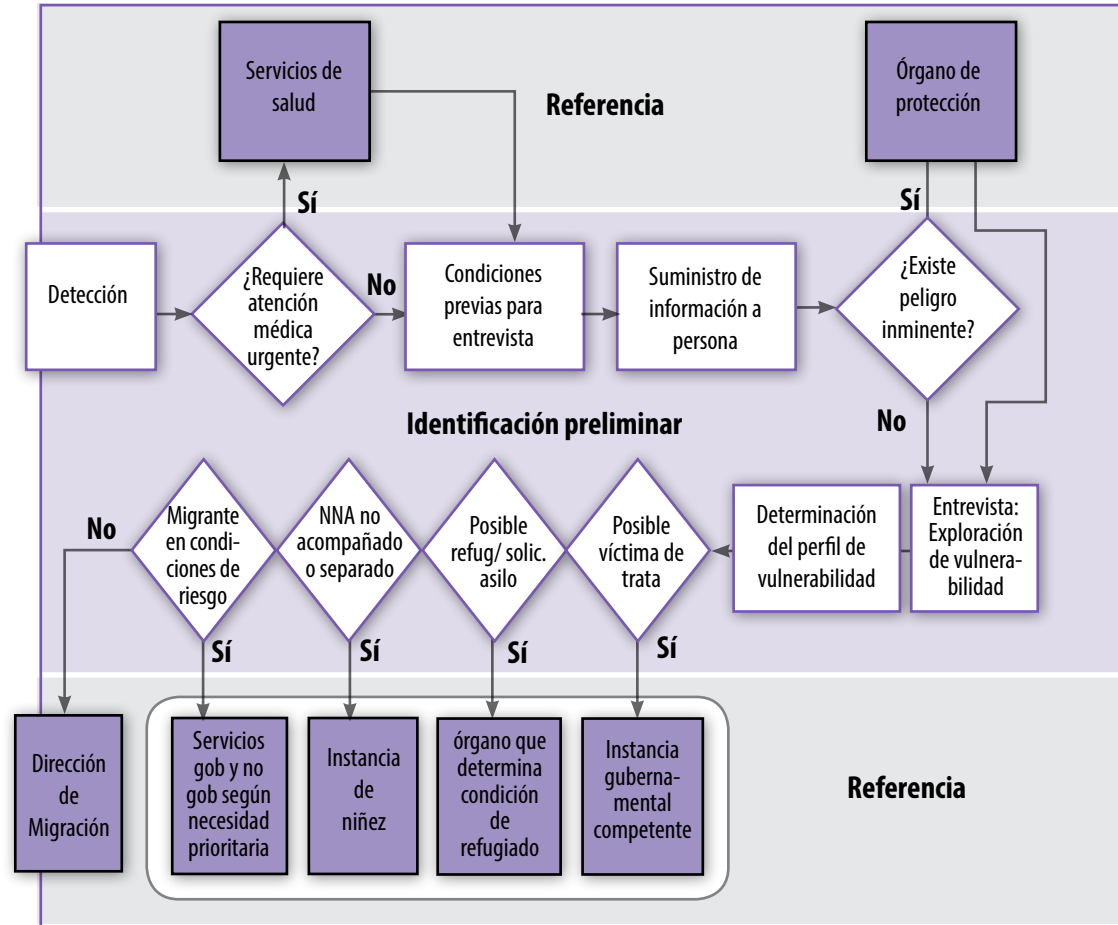 Servicios de
salud
Referencia
Órgano de
protección
Sí
Sí
Detección
¿Requiere
atención
médica
urgente?
No
Condiciones
previas para
entrevista
Suministro de
información a
persona
¿Existe
peligro
inminente?
Identificación preliminar
No
No
Migrante
en condi-
ciones de
riesgo
NNA no
acompañado
o separado
Posible
refug/ solic.
asilo
Posible
víctima de
trata
Determinación
del perfil de
vulnerabilidad
Entrevista:
Exploración
de vulnera-
bilidad
Sí
Sí
Sí
Sí
Dirección
de
Migración
Servicios
gob y no
gob según
necesidad
prioritaria
Instancia
de
niñez
órgano que
determina
condición
de
refugiado
Instancia
guberna-
mental
competente
Referencia